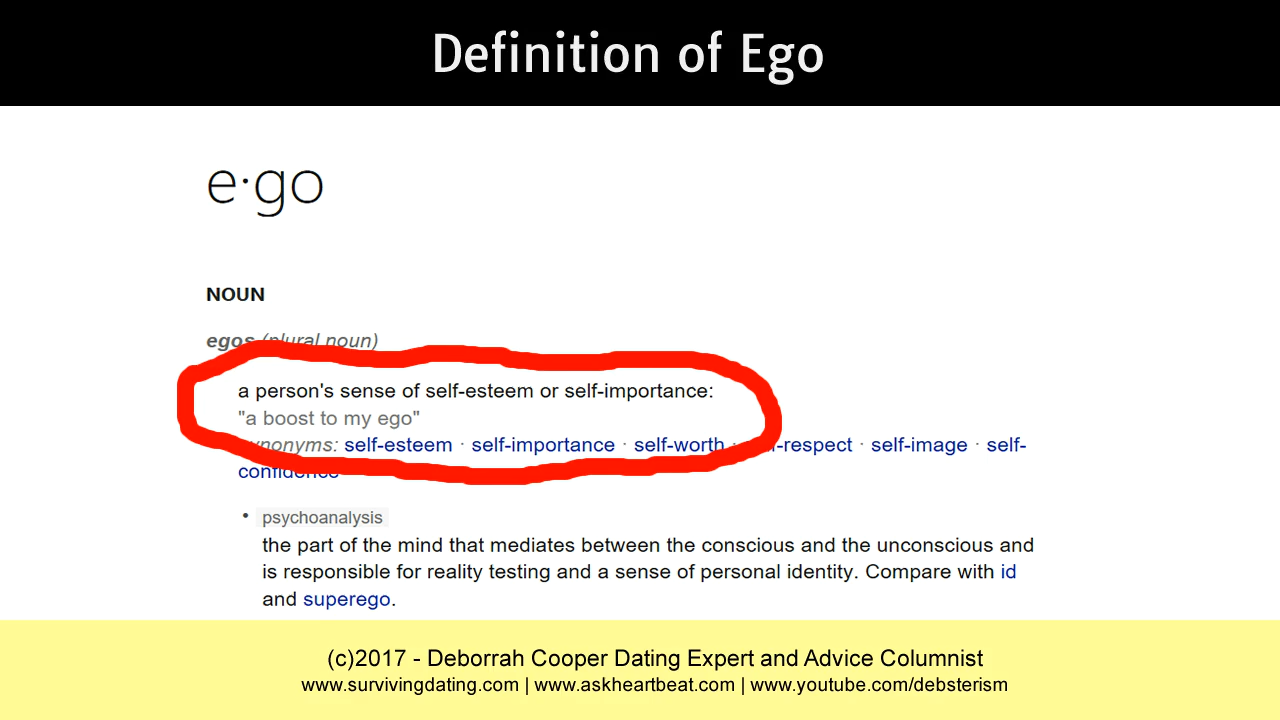 Definition of Ego
e·go
NOUN
egos (plural noun)
a person's sense of self-esteem or self-importance:
"a boost to my ego"
synonyms: self-esteem · self-importance · self-worth · self-respect · self-image · self-
confidence
• psychoanalysis
the part of the mind that mediates between the conscious and the unconscious and
is responsible for reality testing and a sense of personal identity. Compare with id
and superego.
(c)2017 - Deborrah Cooper Dating Expert and Advice Columnist
www.survivingdating.com | www.askheartbeat.com | www.youtube.com/debsterism